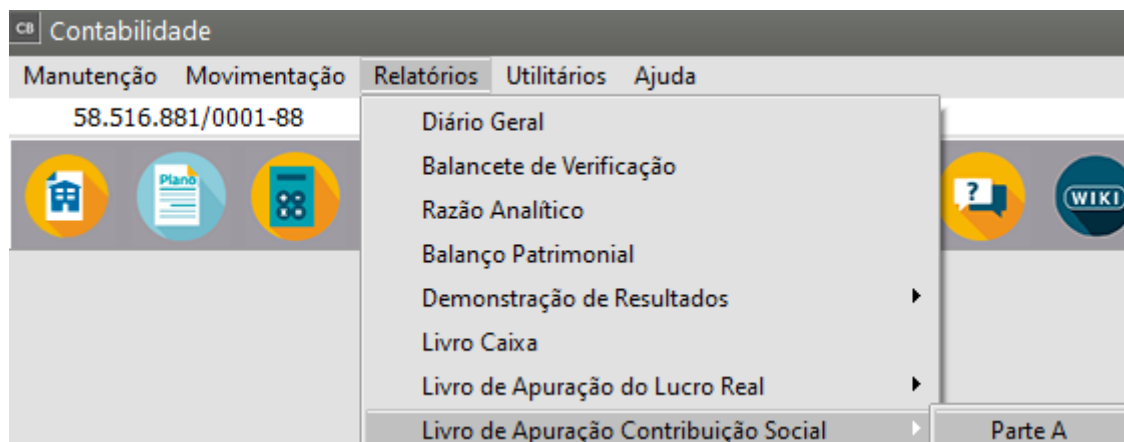 CB Contabilidade
Manutenção Movimentação Relatórios Utilitários Ajuda
58.516.881/0001-88
Plano
?
WIKI
Diário Geral
Balancete de Verificação
Razão Analítico
Balanço Patrimonial
Demonstração de Resultados
Livro Caixa
Livro de Apuração do Lucro Real
Livro de Apuração Contribuição Social
Parte A